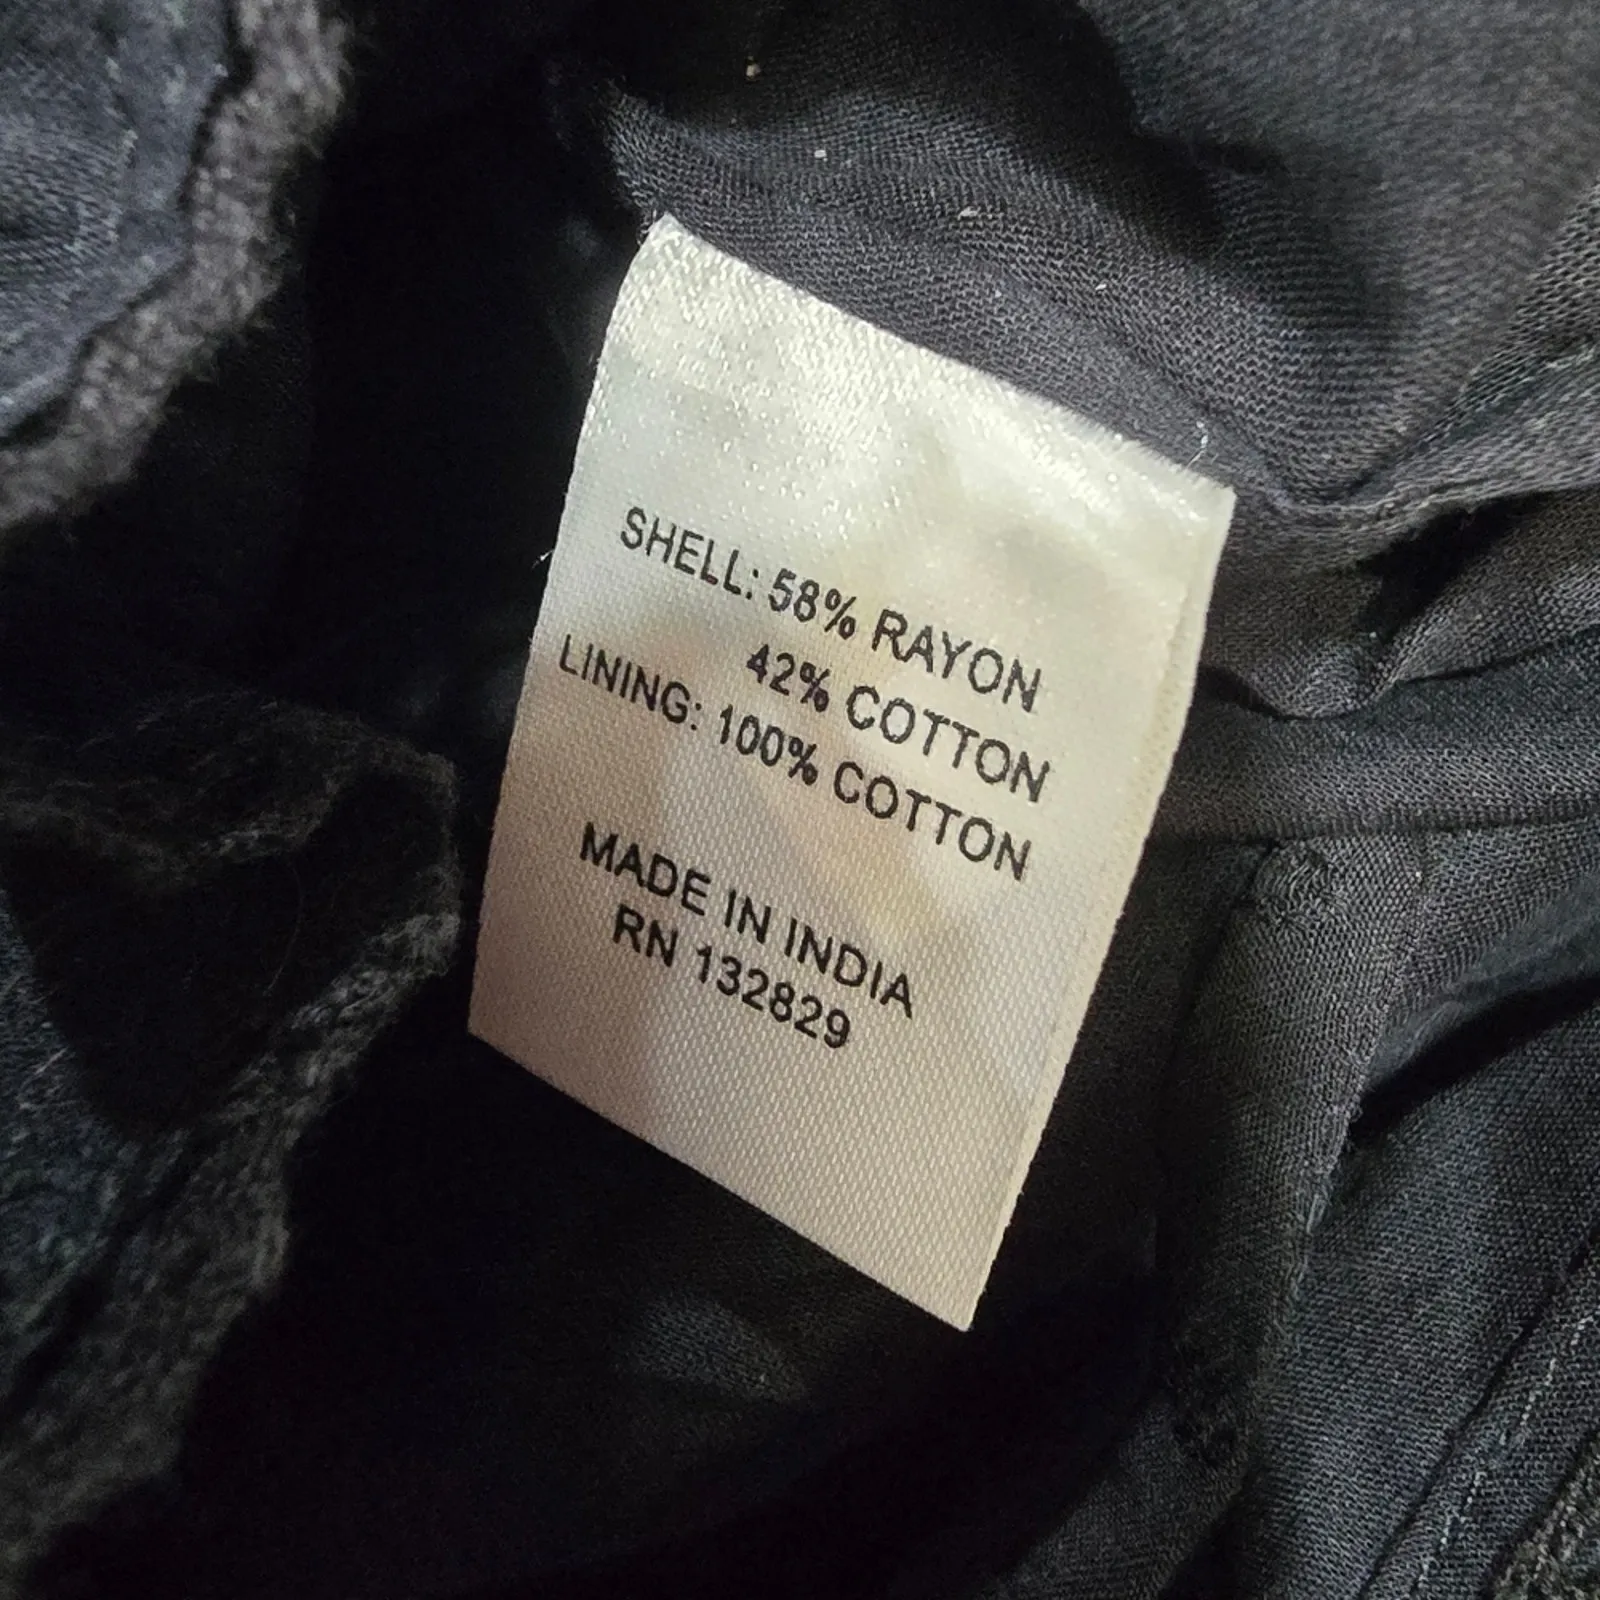 SHELL: 58% RAYON
42% COTTON
LINING: 100% COTTON
MADE IN INDIA
RN 132829